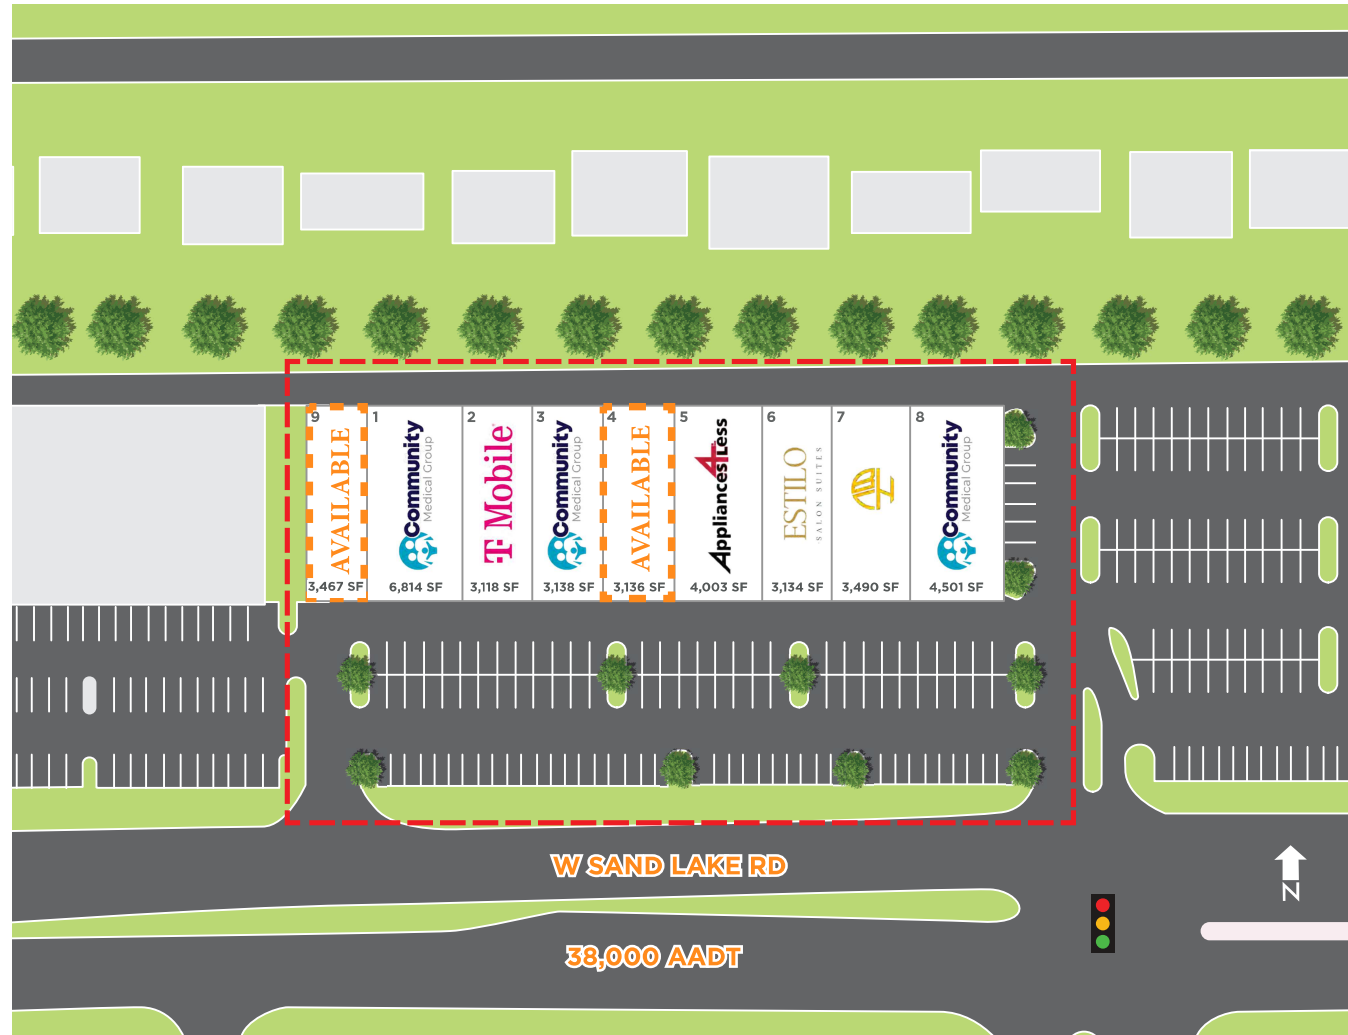 9
AVAILABLE
3,467 SF
1
Community
Medical Group
6,814 SF
2
T Mobile
3,118 SF
3
Community
Medical Group
3,138 SF
4
AVAILABLE
3,136 SF
5
Appliances4Less
4,003 SF
6
ESTILO
SALON SUITES
3,134 SF
7
3,490 SF
8
Community
Medical Group
4,501 SF
W SAND LAKE RD
38,000 AADT
N